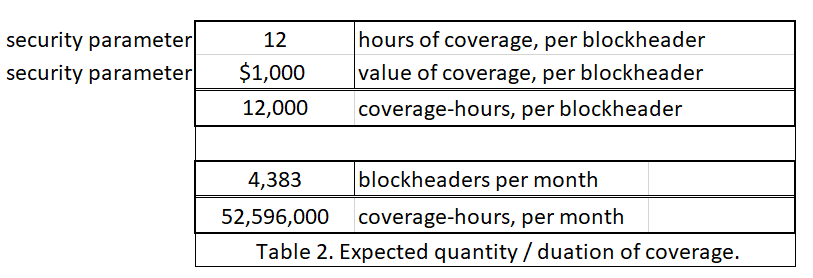 security parameter 12 hours of coverage, per blockheader
security parameter $1,000 value of coverage, per blockheader
12,000 coverage-hours, per blockheader
4,383 blockheaders per month
52,596,000 coverage-hours, per month
Table 2. Expected quantity / duation of coverage.